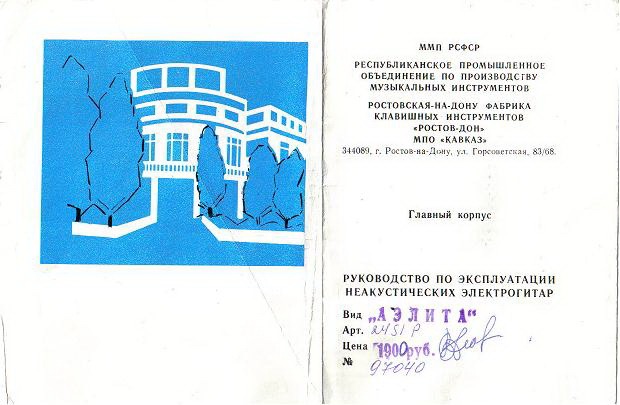 ММП РСФСР
РЕСПУБЛИКАНСКОЕ ПРОМЫШЛЕННОЕ
ОБЪЕДИНЕНИЕ ПО ПРОИЗВОДСТВУ
МУЗЫКАЛЬНЫХ ИНСТРУМЕНТОВ
РОСТОВСКАЯ-НА-ДОНУ ФАБРИКА
КЛАВИШНЫХ ИНСТРУМЕНТОВ
«РОСТОВ-ДОН»
МПО «КАВКАЗ»
344089, г. Ростов-на-Дону, ул. Горсоветская, 83/68.
Главный корпус
РУКОВОДСТВО ПО ЭКСПЛУАТАЦИИ
НЕАКУСТИЧЕСКИХ ЭЛЕКТРОГИТАР
Вид „АЭЛИТА“
Арт. 2451 Р
Цена 1900 руб.
№ 97040